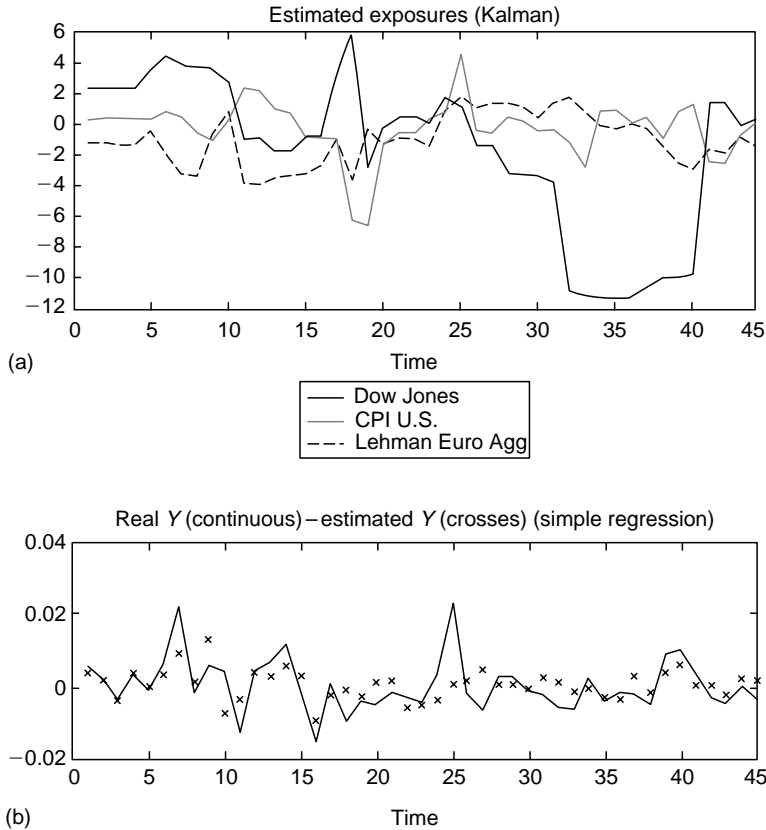 Estimated exposures (Kalman)
6
4
2
0
−2
−4
−6
−8
−10
−12
0 5 10 15 20 25 30 35 40 45
Time
(a)
Dow Jones
CPI U.S.
Lehman Euro Agg
Real Y (continuous) – estimated Y (crosses) (simple regression)
0.04
0.02
0
−0.02
0 5 10 15 20 25 30 35 40 45
Time
(b)